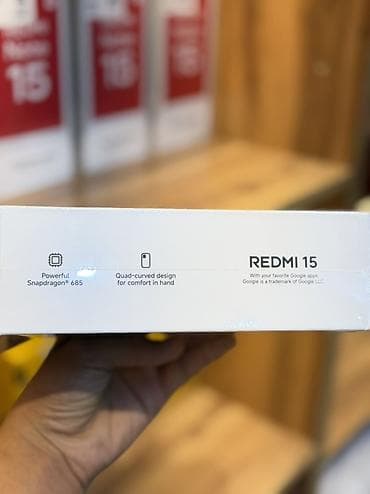 15
15
15
Powerful
Snapdragon® 685
Quad-curved design
for comfort in hand
REDMI 15
With your favorite Google apps
Google is a trademark of Google LLC.